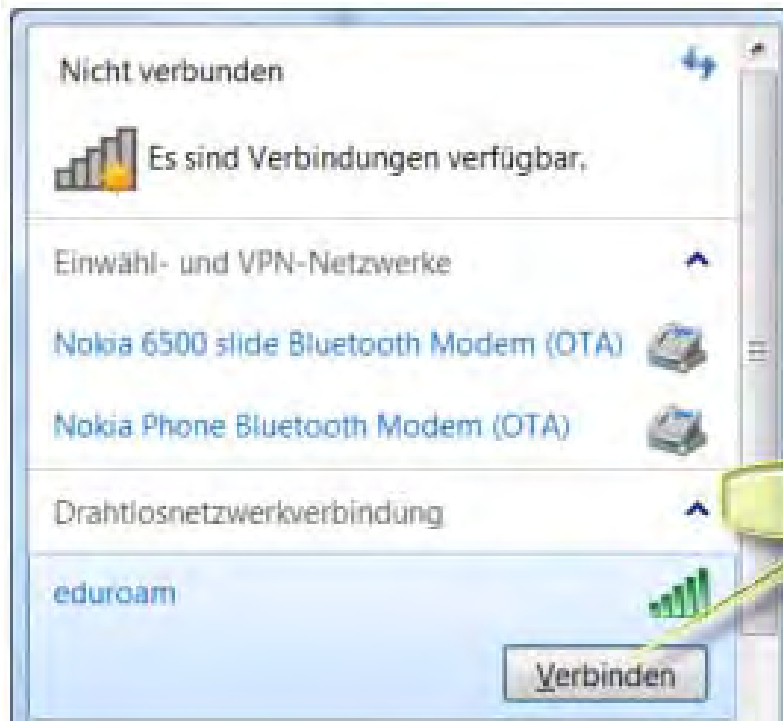 Nicht verbunden
Es sind Verbindungen verfügbar.
Einwähl- und VPN-Netzwerke
Nokia 6500 slide Bluetooth Modem (OTA)
Nokia Phone Bluetooth Modem (OTA)
Drahtlosnetzwerkverbindung
eduroam
Verbinden